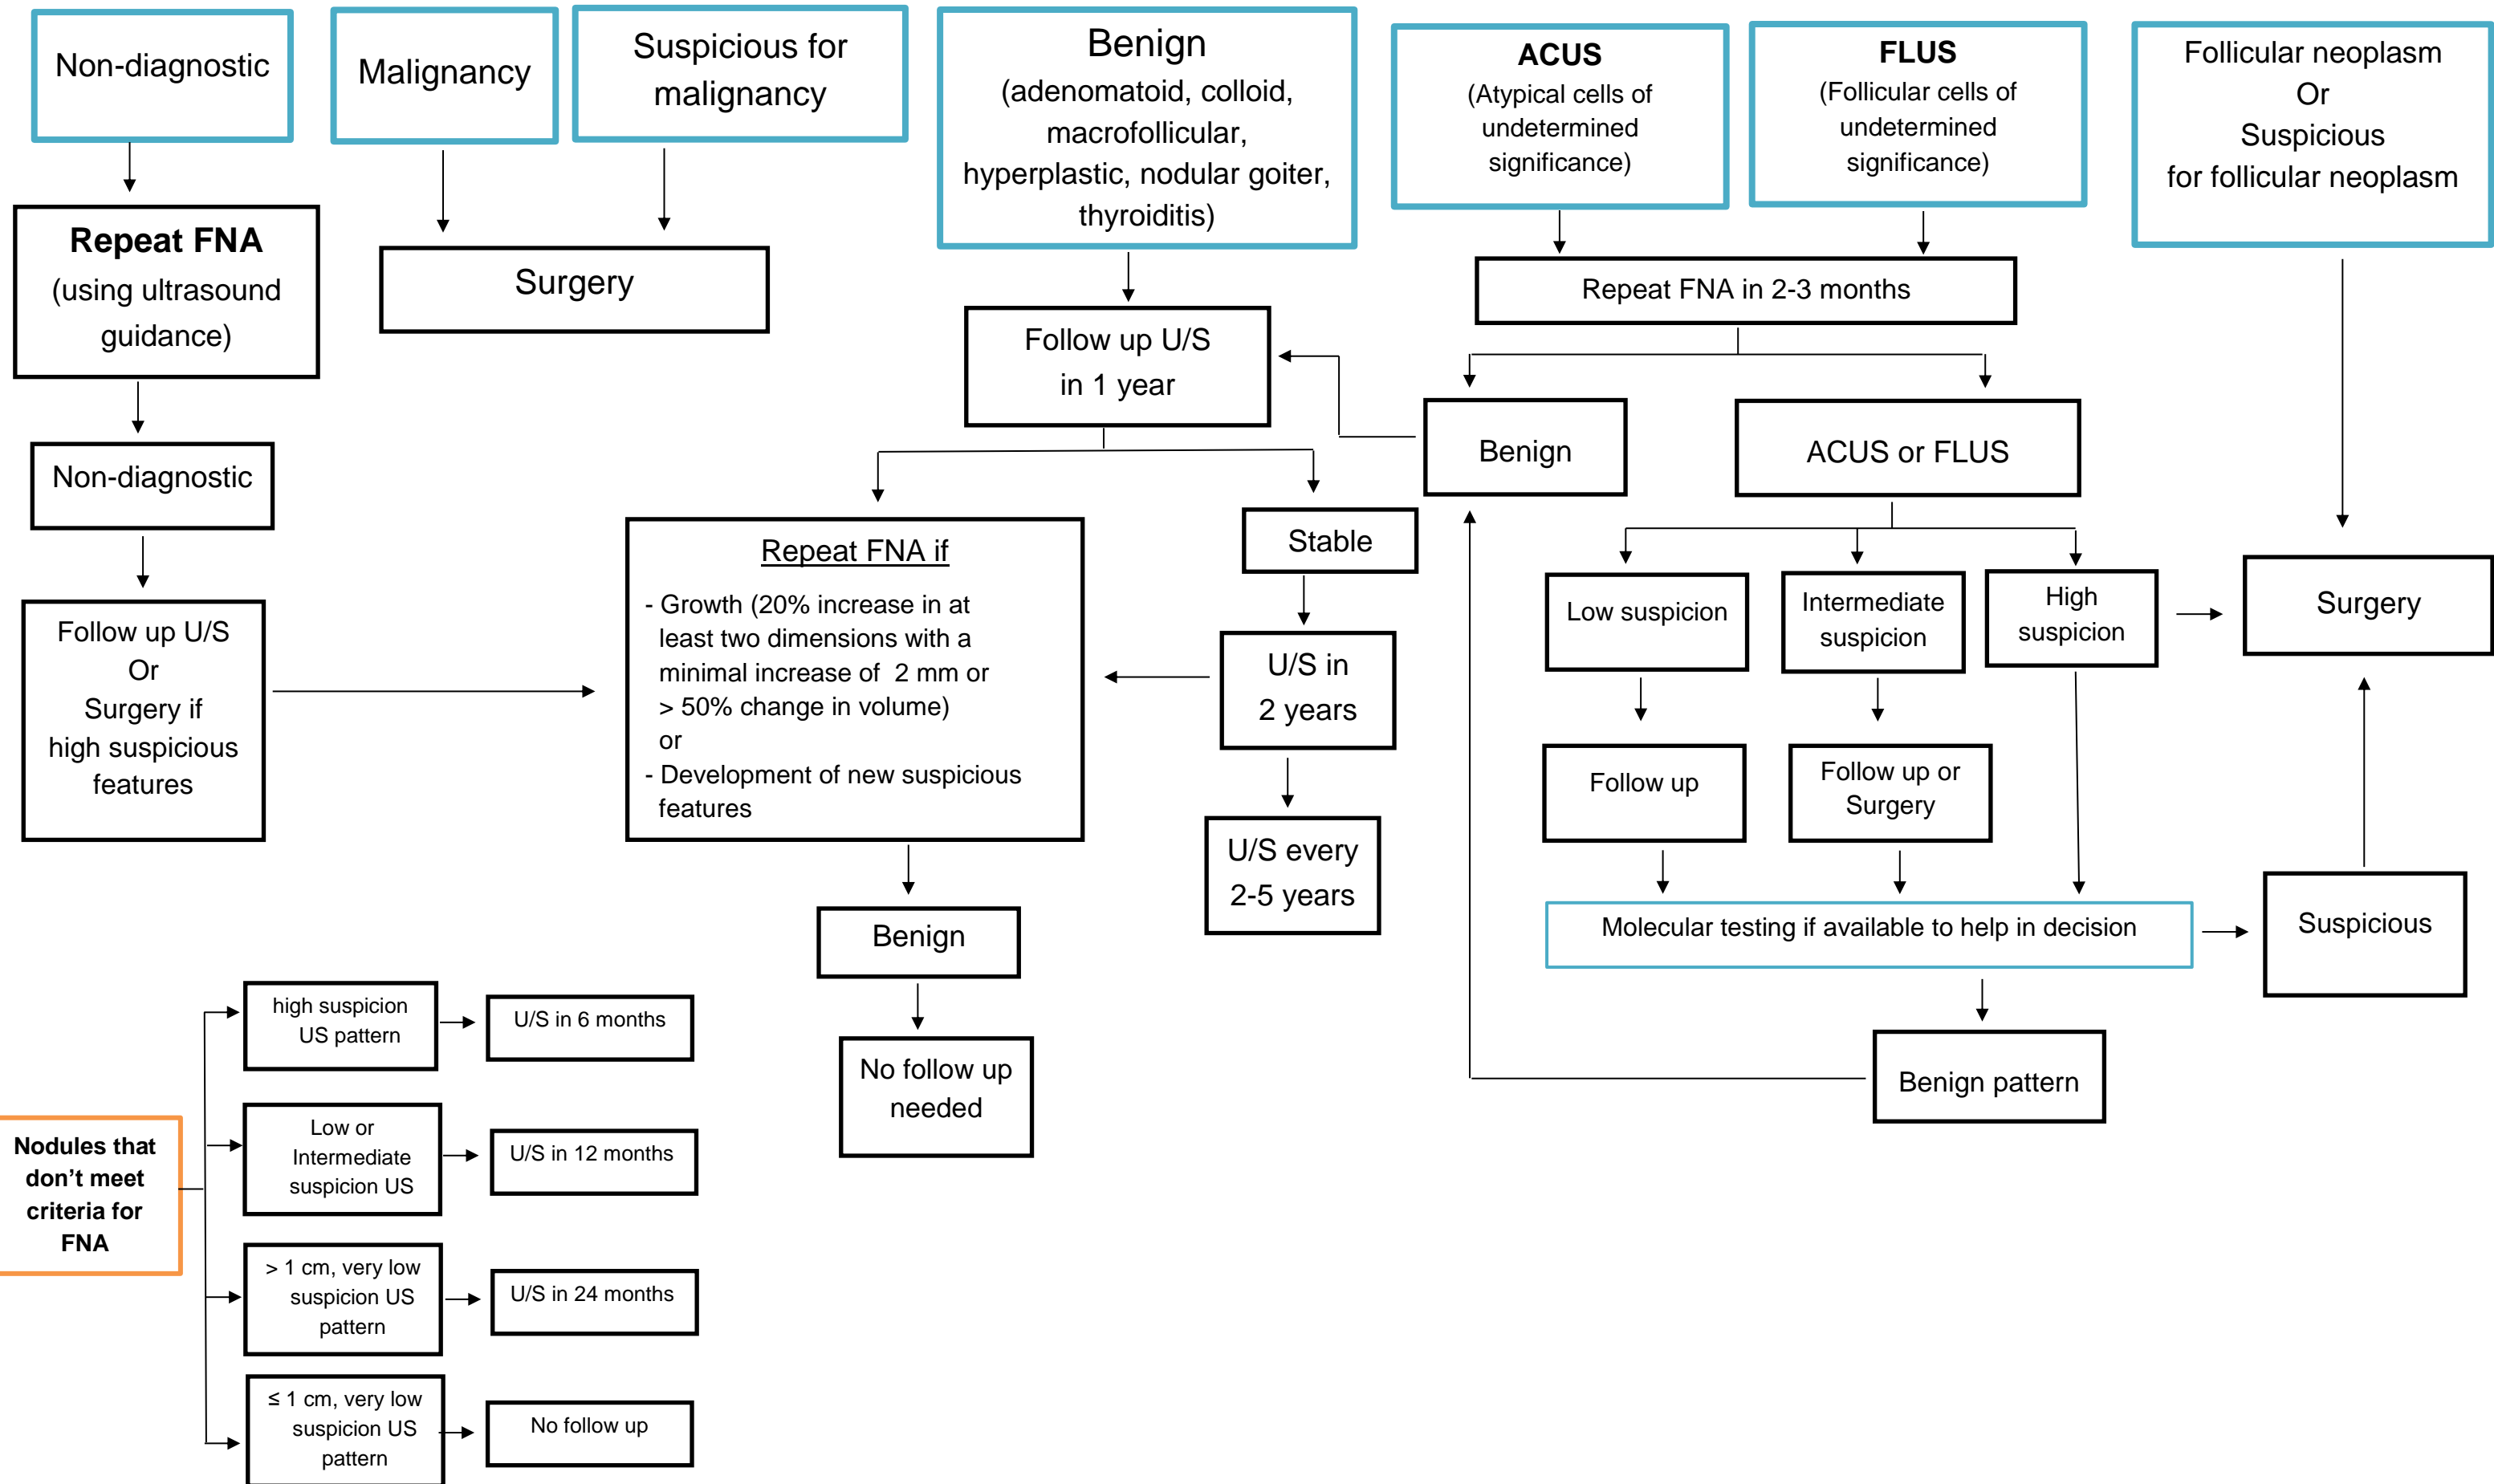 Non-diagnostic
Malignancy
Suspicious for
malignancy
Benign
(adenomatoid, colloid,
macrofollicular,
hyperplastic, nodular goiter,
thyroiditis)
ACUS
(Atypical cells of
undetermined
significance)
FLUS
(Follicular cells of
undetermined
significance)
Follicular neoplasm
Or
Suspicious
for follicular neoplasm
Repeat FNA
(using ultrasound
guidance)
Surgery
Follow up U/S
in 1 year
Repeat FNA in 2-3 months
Non-diagnostic
Benign
ACUS or FLUS
Repeat FNA if
- Growth (20% increase in at
least two dimensions with a
minimal increase of 2 mm or
> 50% change in volume)
or
- Development of new suspicious
features
Stable
Low suspicion
Intermediate
suspicion
High
suspicion
Surgery
Follow up U/S
Or
Surgery if
high suspicious
features
U/S in
2 years
Follow up
Follow up or
Surgery
U/S every
2-5 years
Benign
Molecular testing if available to help in decision
Suspicious
No follow up
needed
Benign pattern
Nodules that
don’t meet
criteria for
FNA
high suspicion
US pattern
U/S in 6 months
Low or
Intermediate
suspicion US
U/S in 12 months
> 1 cm, very low
suspicion US
pattern
U/S in 24 months
≤ 1 cm, very low
suspicion US
pattern
No follow up